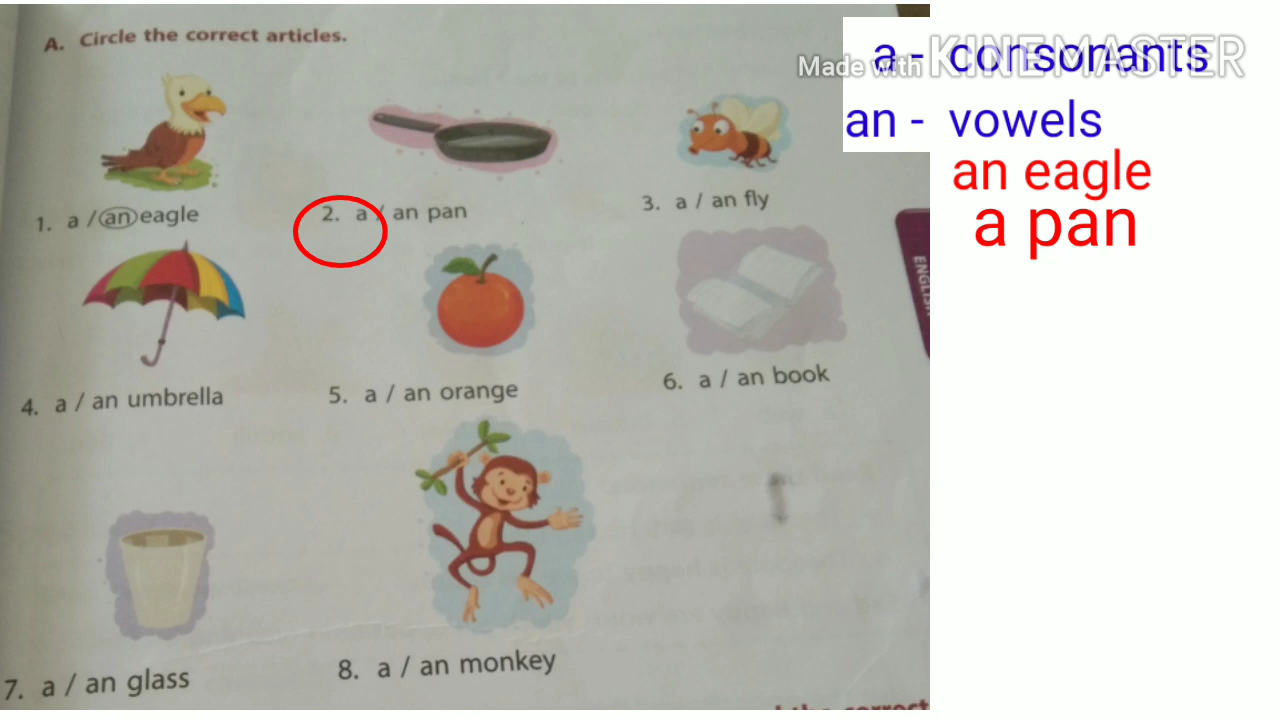 A. Circle the correct articles.
Made with KINEMASTER
a - consonants
an - vowels
an eagle
a pan
1. a / an eagle
2. a / an pan
3. a / an fly
4. a / an umbrella
5. a / an orange
6. a / an book
ENGLISH
7. a / an glass
8. a / an monkey